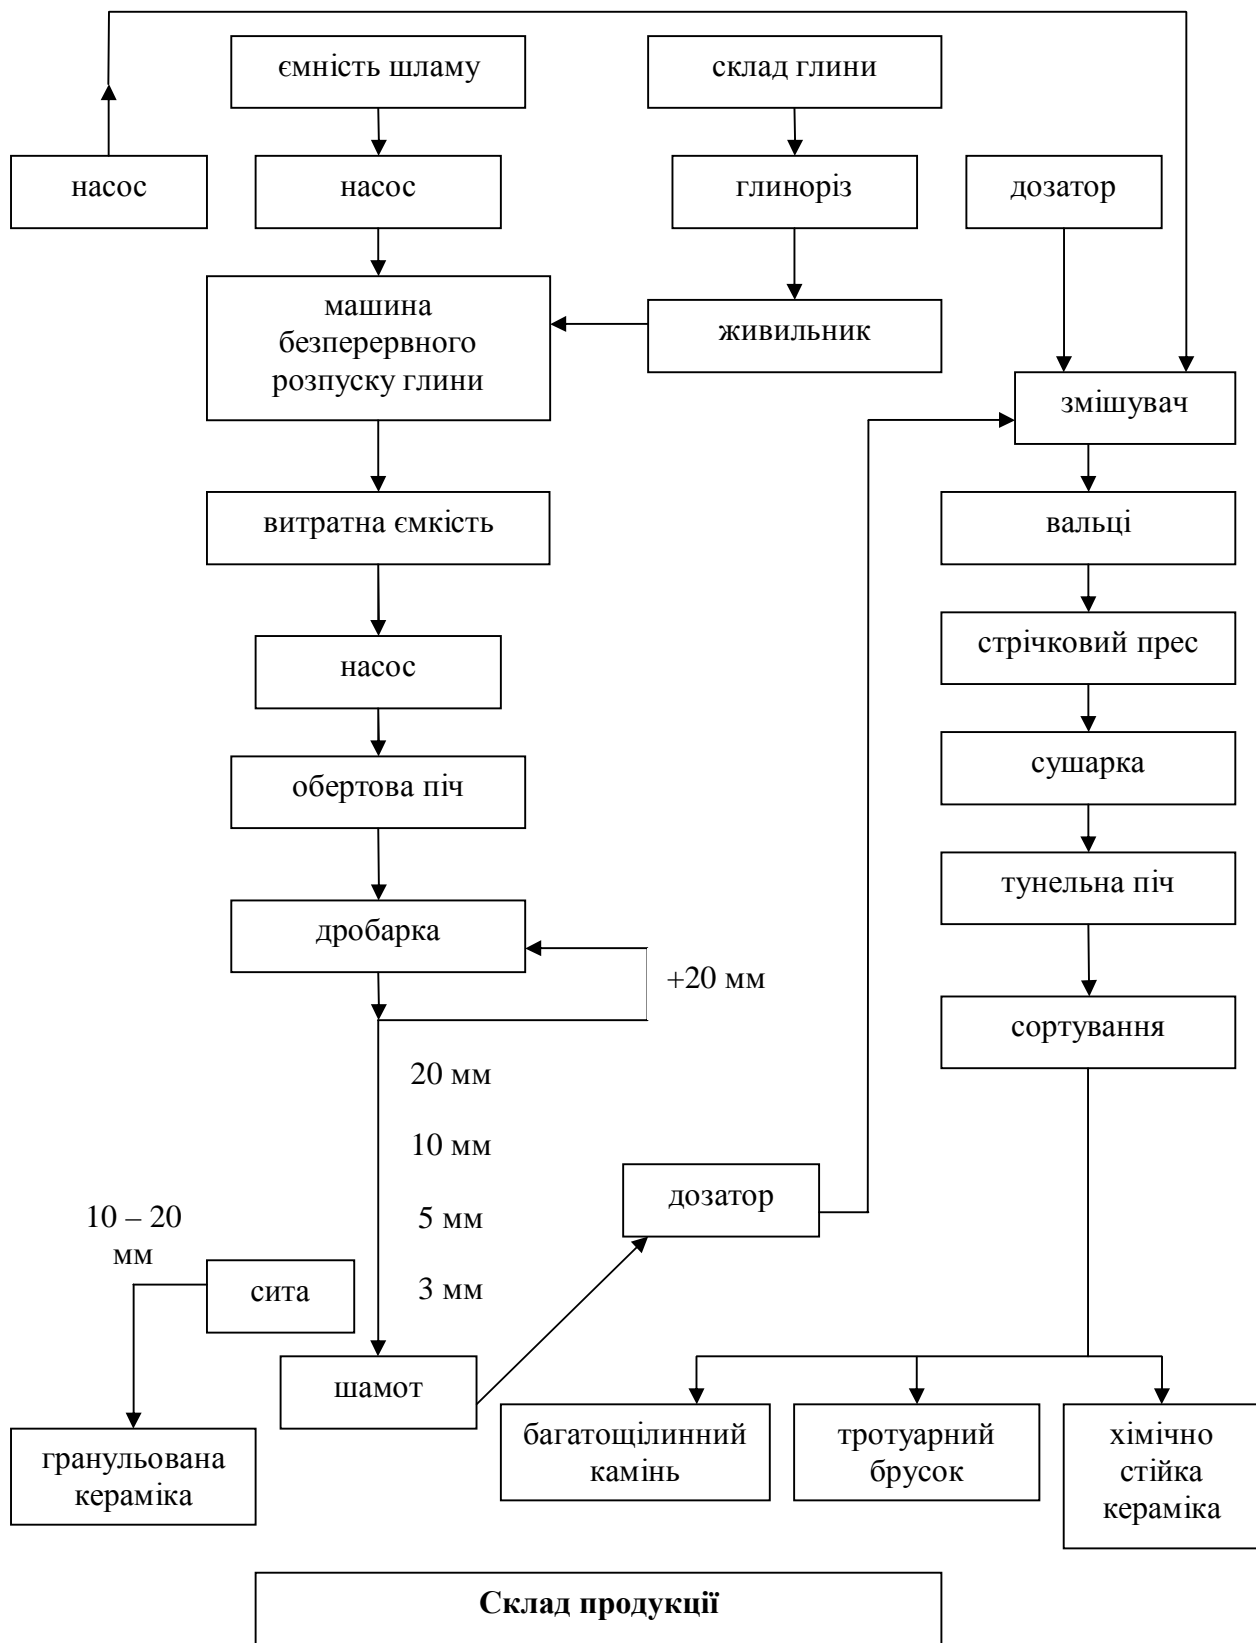 ємність шламу
склад глини
насос
насос
глиноріз
дозатор
машина
безперервного
розпуску глини
живильник
змішувач
витратна ємкість
вальці
насос
стрічковий прес
обертова піч
сушарка
тунельна піч
дробарка
+20 мм
сортування
20 мм
10 мм
дозатор
10 – 20
мм
5 мм
сита
3 мм
шамот
гранульована
кераміка
багатощілинний
камінь
тротуарний
брусок
хімічно
стійка
кераміка
Склад продукції